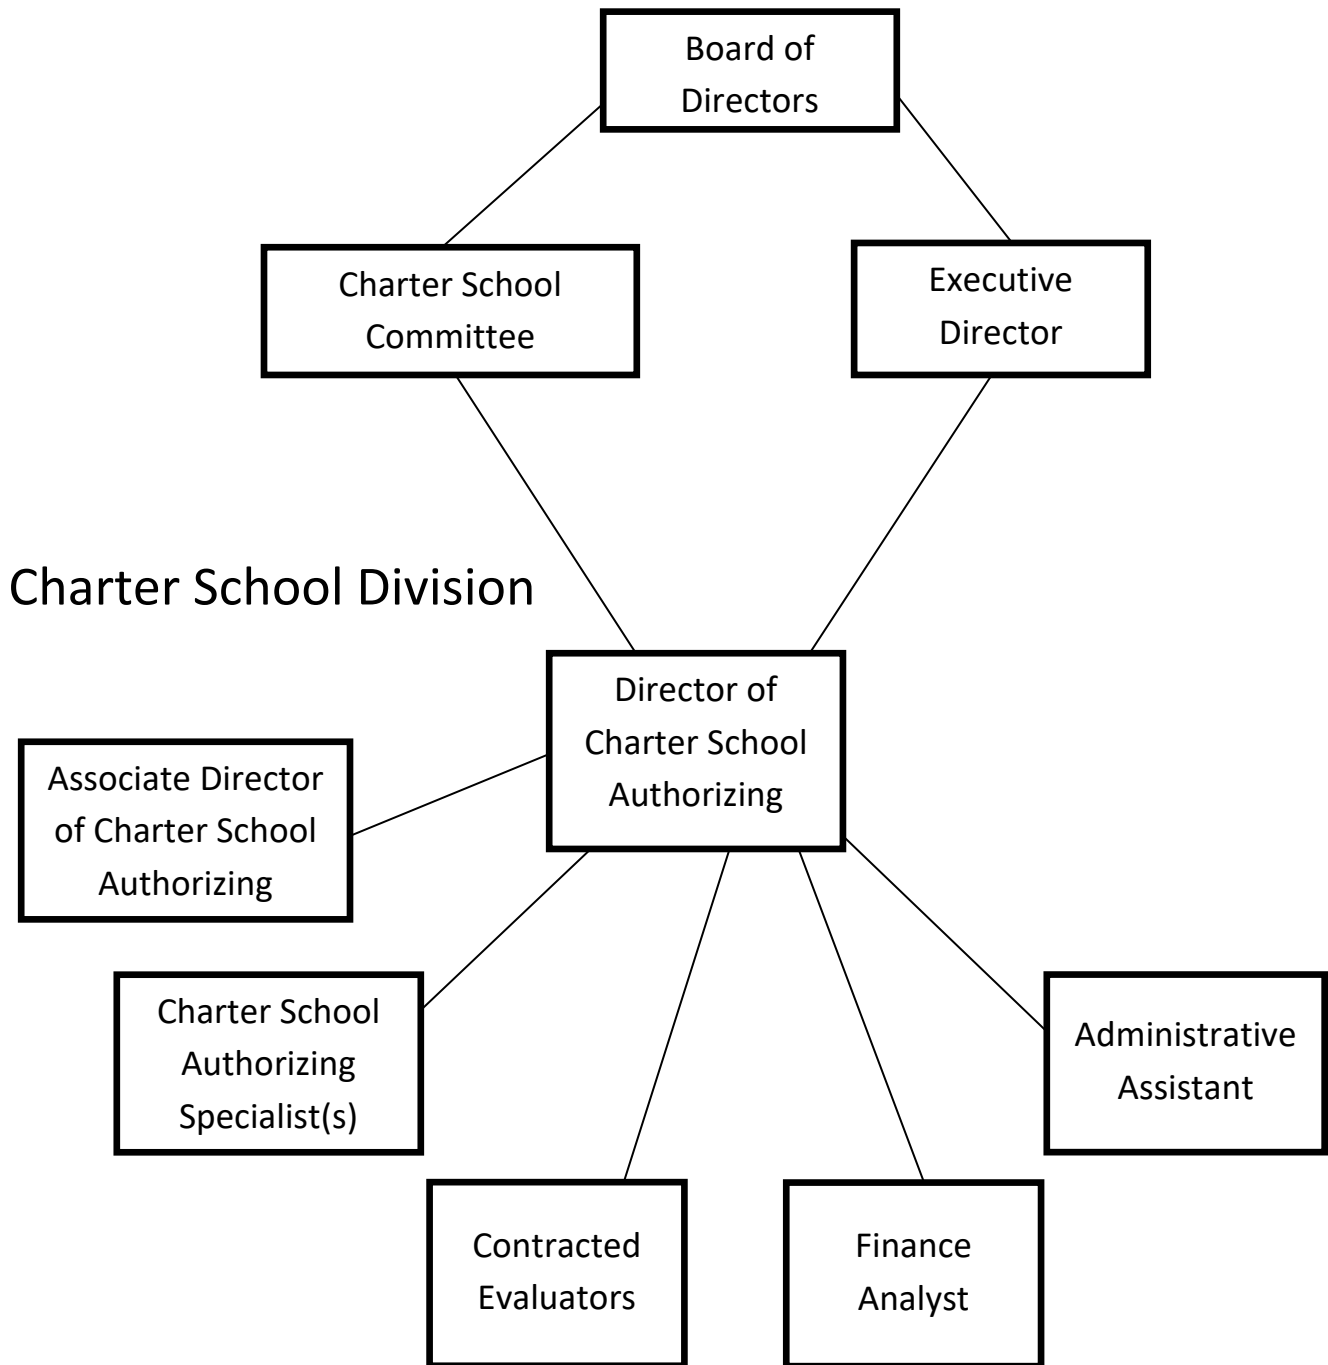 Board of
Directors
Charter School
Committee
Executive
Director
Charter School Division
Director of
Charter School
Authorizing
Associate Director
of Charter School
Authorizing
Charter School
Authorizing
Specialist(s)
Administrative
Assistant
Contracted
Evaluators
Finance
Analyst